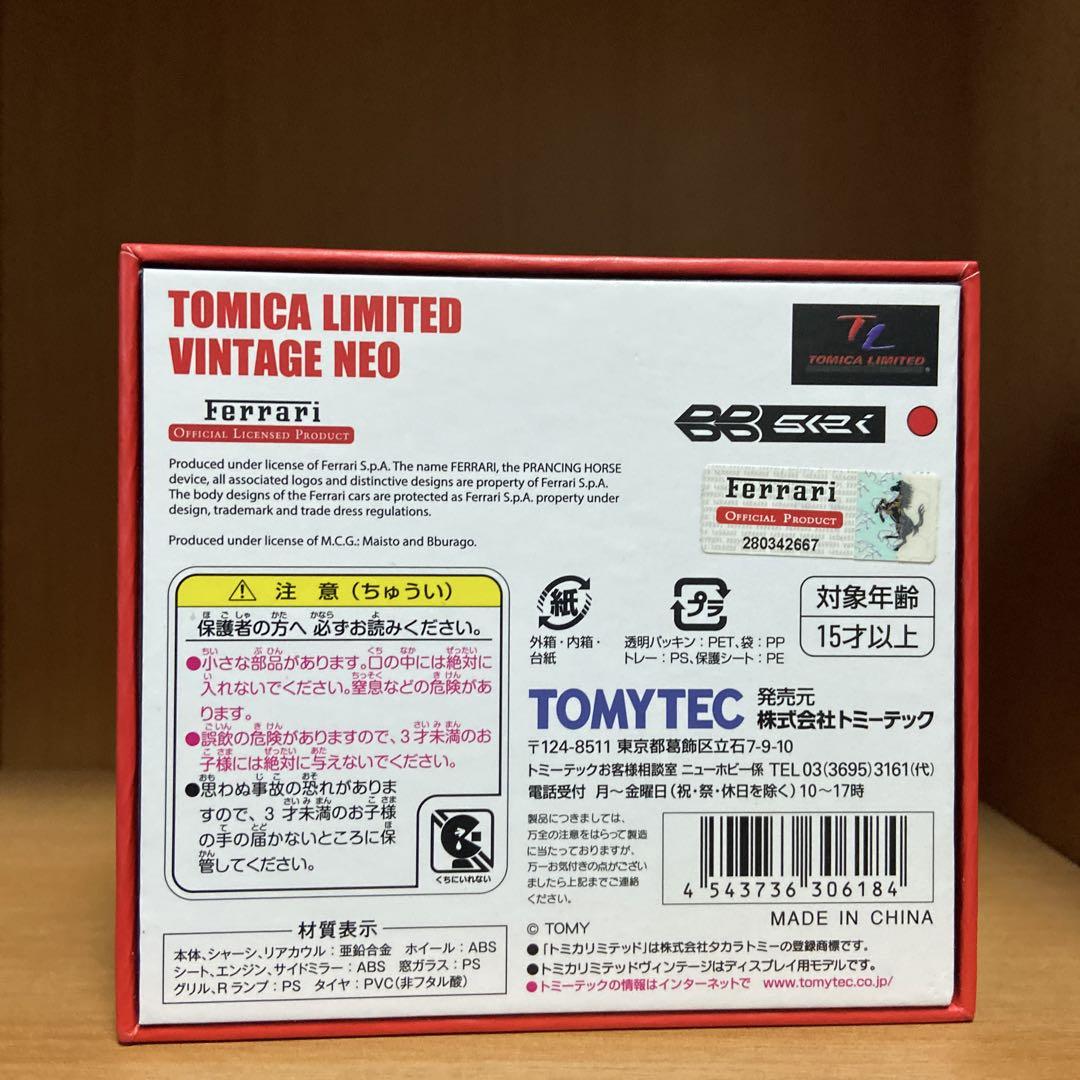 TOMICA LIMITED
VINTAGE NEO
TL
TOMICA LIMITED
Ferrari
OFFICIAL LICENSED PRODUCT
BB 512i
Produced under license of Ferrari S.p.A. The name FERRARI, the PRANCING HORSE
device, all associated logos and distinctive designs are property of Ferrari S.p.A.
The body designs of the Ferrari cars are protected as Ferrari S.p.A. property under
design, trademark and trade dress regulations.
Produced under license of M.C.G.: Maisto and Bburago.
Ferrari
OFFICIAL PRODUCT
280342667
注 意（ちゅうい）
保護者の方へ 必ずお読みください。
●小さな部品があります。口の中には絶対に
入れないでください。窒息などの危険があ
ります。
●誤飲の危険がありますので、3才未満のお
子様には絶対に与えないでください。
●思わぬ事故の恐れがあります
ますので、3才未満のお子様
の手の届かないところに保
管してください。
くちにいれない
紙
外箱・内箱・
台紙
プラ
透明パッキン：PET、袋：PP
トレー：PS、保護シート：PE
対象年齢
15才以上
TOMYTEC
発売元
株式会社トミーテック
〒124-8511 東京都葛飾区立石7-9-10
トミーテックお客様相談室 ニューホビー係 TEL 03(3695)3161(代)
電話受付 月～金曜日(祝・祭・休日を除く)10～17時
製品につきましては、
万全の注意をはらって製造
に当たっておりますが、
万一お気付きの点がござい
ましたら上記までご連絡
ください。
4 543736 306184
MADE IN CHINA
© TOMY
●「トミカリミテッド」は株式会社タカラトミーの登録商標です。
●トミカリミテッドヴィンテージはディスプレイ用モデルです。
●トミーテックの情報はインターネットで www.tomytec.co.jp/
材質表示
本体、シャーシ、リアカウル：亜鉛合金 ホイール：ABS
シート、エンジン、サイドミラー：ABS 窓ガラス：PS
グリル、Rランプ：PS タイヤ：PVC(非フタル酸)